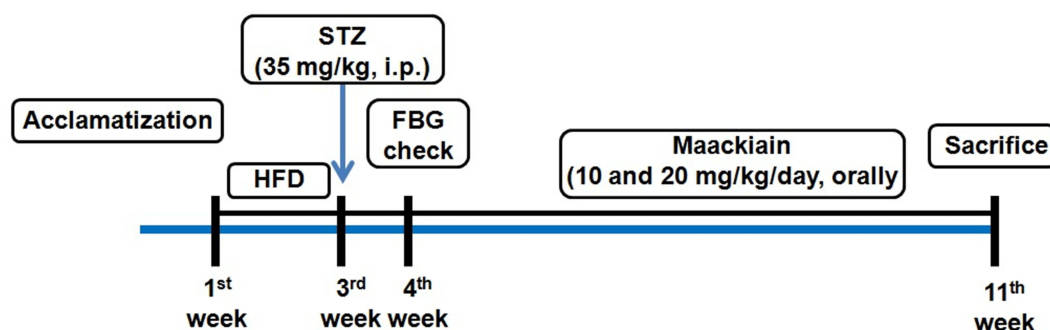 STZ
(35 mg/kg, i.p.)
Acclamatization
FBG
check
HFD
Maackiain
(10 and 20 mg/kg/day, orally
Sacrifice
1st
week
3rd
week
4th
week
11th
week